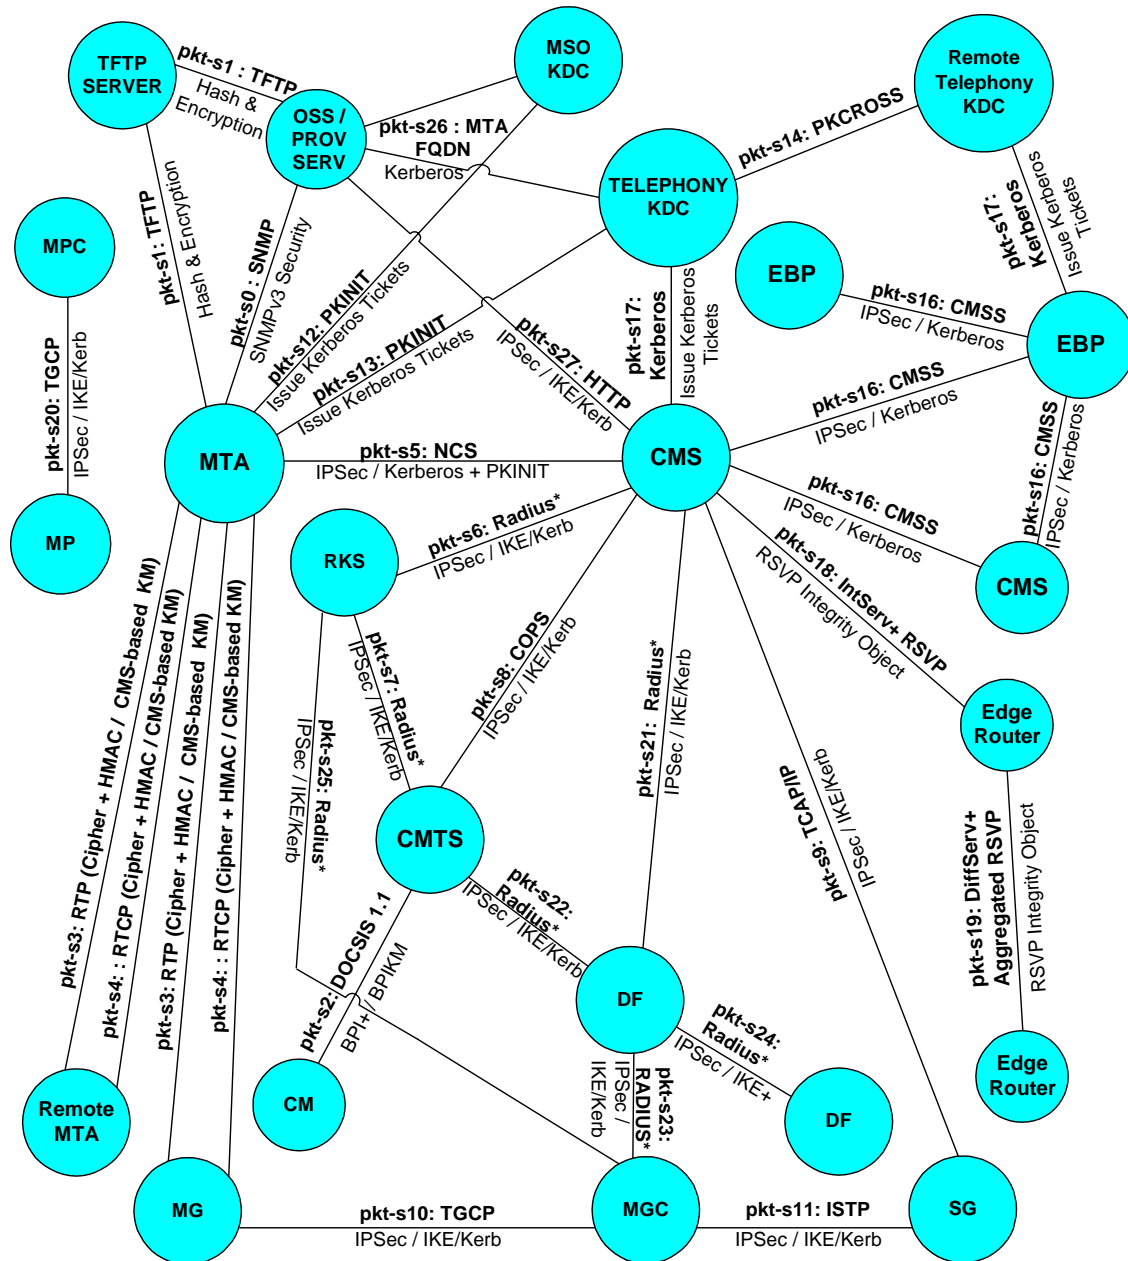 TFTP
SERVER
pkt-s1 : TFTP
Hash &
Encryption
OSS /
PROV
SERV
MSO
KDC
pkt-s26 : MTA
FQDN
Kerberos
TELEPHONY
KDC
pkt-s14: PKCROSS
Remote
Telephony
KDC
pkt-s17:
Kerberos
Issue Kerberos
Tickets
MPC
pkt-s20: TGCP
IPSec / IKE/Kerb
MP
pkt-s1: TFTP
Hash & Encryption
pkt-s0 : SNMP
SNMPv3 Security
pkt-s12: PKINIT
Issue Kerberos Tickets
pkt-s13: PKINIT
Issue Kerberos Tickets
pkt-s27: HTTP
IPSec / IKE/Kerb
pkt-s17:
Kerberos
Issue Kerberos
Tickets
EBP
pkt-s16: CMSS
IPSec / Kerberos
EBP
pkt-s16: CMSS
IPSec / Kerberos
pkt-s16: CMSS
IPSec / Kerberos
MTA
pkt-s5: NCS
IPSec / Kerberos + PKINIT
CMS
pkt-s16: CMSS
IPSec / Kerberos
CMS
RKS
pkt-s6: Radius*
IPSec / IKE/Kerb
pkt-s7: Radius*
IPSec / IKE/Kerb
pkt-s8: COPS
IPSec / IKE/Kerb
pkt-s25: Radius*
IPSec / IKE/Kerb
pkt-s21: Radius*
IPSec / IKE/Kerb
pkt-s18: IntServ+ RSVP
RSVP Integrity Object
pkt-s9: TCAP/IP
IPSec / IKE/Kerb
Edge
Router
pkt-s19: DiffServ+
Aggregated RSVP
RSVP Integrity Object
Edge
Router
pkt-s3: RTP (Cipher + HMAC / CMS-based KM)
pkt-s4: : RTCP (Cipher + HMAC / CMS-based KM)
pkt-s3: RTP (Cipher + HMAC / CMS-based KM)
pkt-s4: : RTCP (Cipher + HMAC / CMS-based KM)
CMTS
pkt-s22:
Radius*
IPSec / IKE/Kerb
pkt-s2: DOCSIS 1.1
BPI+ / BPIKM
DF
pkt-s24:
Radius*
IPSec / IKE+
DF
pkt-s23:
RADIUS*
IPSec /
IKE/Kerb
CM
Remote
MTA
MG
pkt-s10: TGCP
IPSec / IKE/Kerb
MGC
pkt-s11: ISTP
IPSec / IKE/Kerb
SG